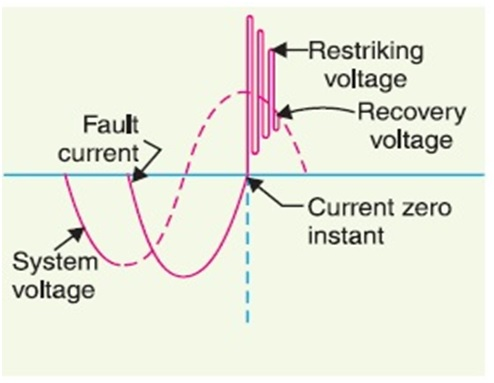 Restriking
voltage
Recovery
voltage
Fault
current
Current zero
instant
System
voltage